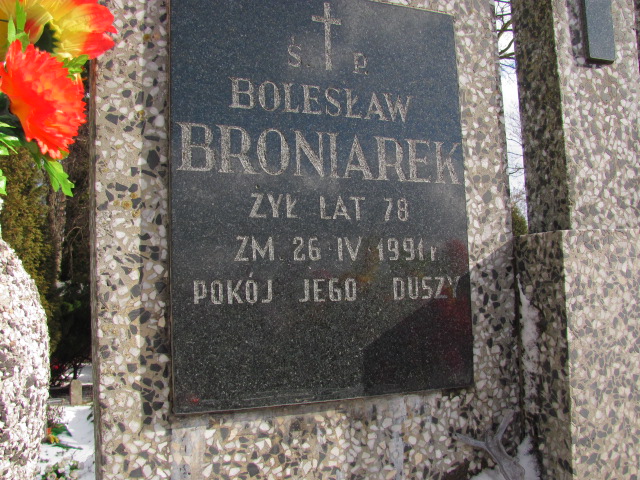 Ś. P.
BOLESŁAW
BRONIAREK
ŻYŁ LAT 78
ZM. 26 IV 1991 r.
POKÓJ JEGO DUSZY